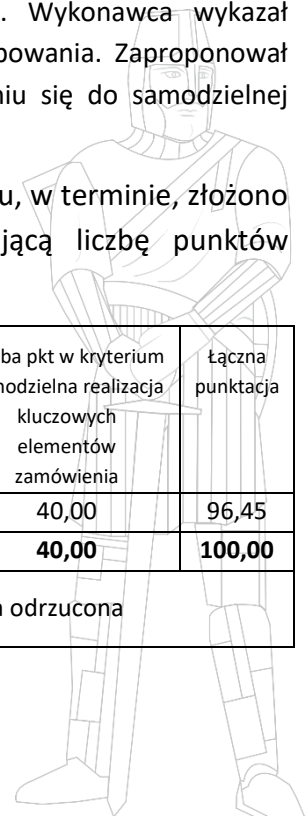 . Wykonawca wykazał
powania. Zaproponował
niu się do samodzielnej
u, w terminie, złożono
jącą liczbę punktów
ba pkt w kryterium
nodzielna realizacja
kluczowych
elementów
zamówienia
Łączna
punktacja
40,00 96,45
40,00 100,00
odrzucona